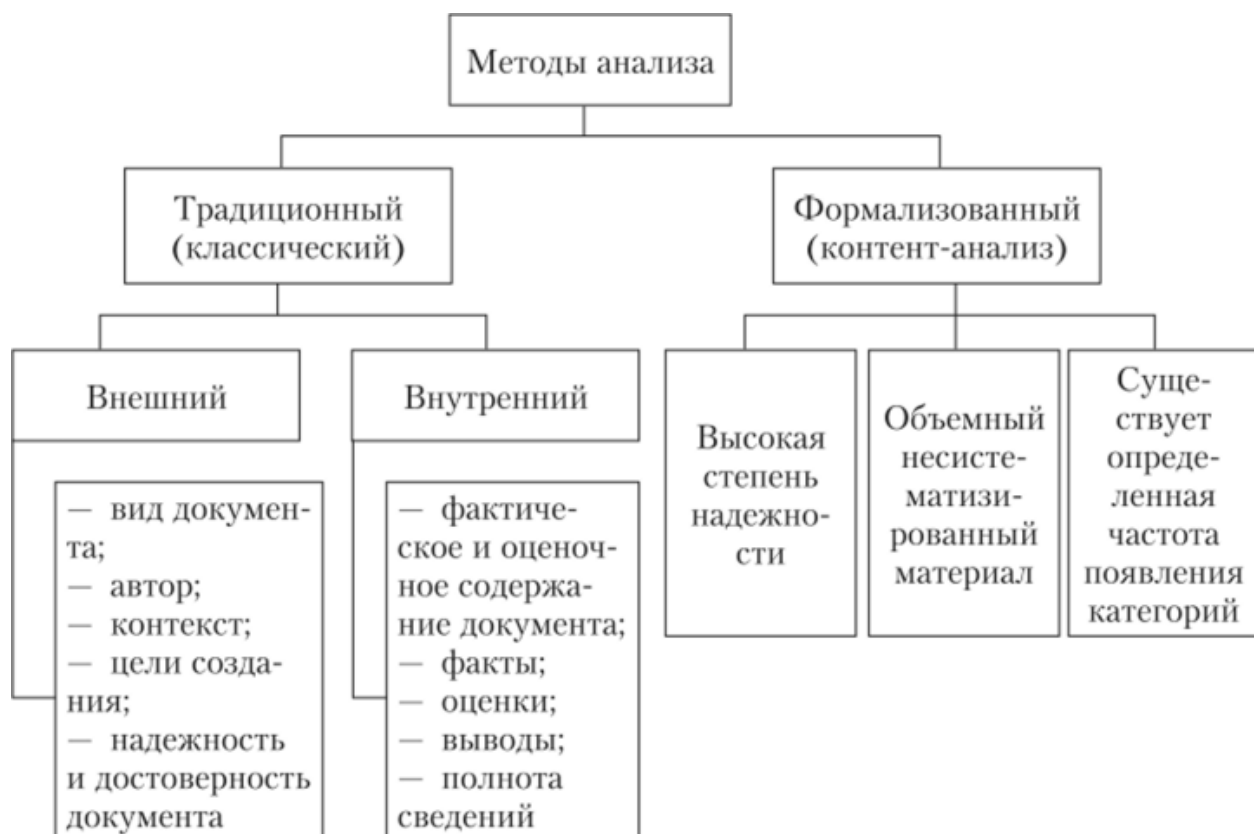 Методы анализа
Традиционный
(классический)
Формализованный
(контент-анализ)
Внешний
Внутренний
— вид докумен-
та;
— автор;
— контекст;
— цели созда-
ния;
— надежность
и достоверность
документа
— фактиче-
ское и оценоч-
ное содержа-
ние документа;
— факты;
— оценки;
— выводы;
— полнота
сведений
Высокая
степень
надежно-
сти
Объемный
несисте-
матизи-
рованный
материал
Суще-
ствует
опреде-
ленная
частота
появления
категорий